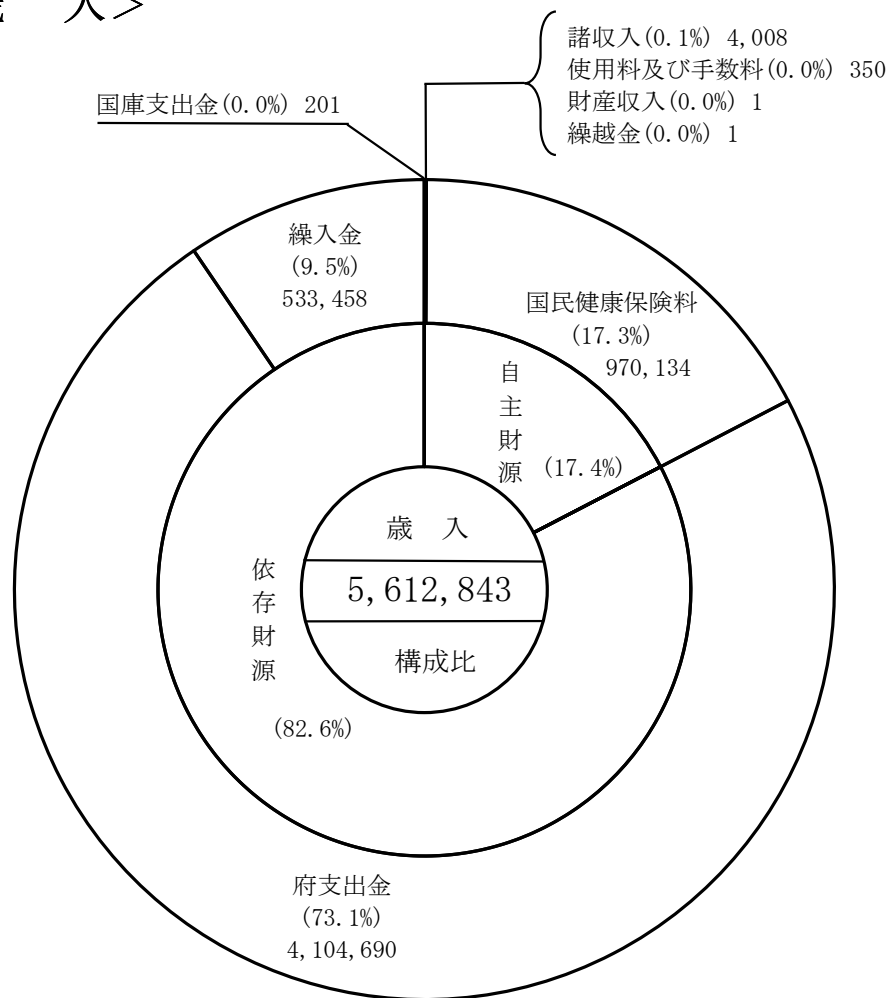 入＞
諸収入(0.1%) 4,008
使用料及び手数料(0.0%) 350
財産収入(0.0%) 1
繰越金(0.0%) 1
国庫支出金(0.0%) 201
繰入金
(9.5%)
533,458
国民健康保険料
(17.3%)
970,134
自主財源
(17.4%)
歳　入
5,612,843
構成比
依存財源
(82.6%)
府支出金
(73.1%)
4,104,690